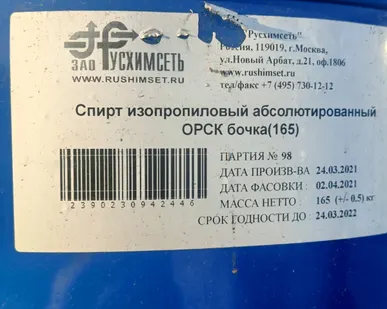 ЗАО РУСХИМСЕТЬ
WWW.RUSHIMSET.RU
"Русхимсеть"
Россия, 119019, г.Москва,
ул.Новый Арбат, д.21, оф.1806
www.rushimset.ru
тел/факс +7 (495) 730-12-12
Спирт изопропиловый абсолютированный
ОРСК бочка(165)
ПАРТИЯ № 98
ДАТА ПРОИЗВ-ВА 24.03.2021
ДАТА ФАСОВКИ 02.04.2021
МАССА НЕТТО 165 (+/- 0.5) кг
СРОК ГОДНОСТИ ДО 24.03.2022
2390230942446